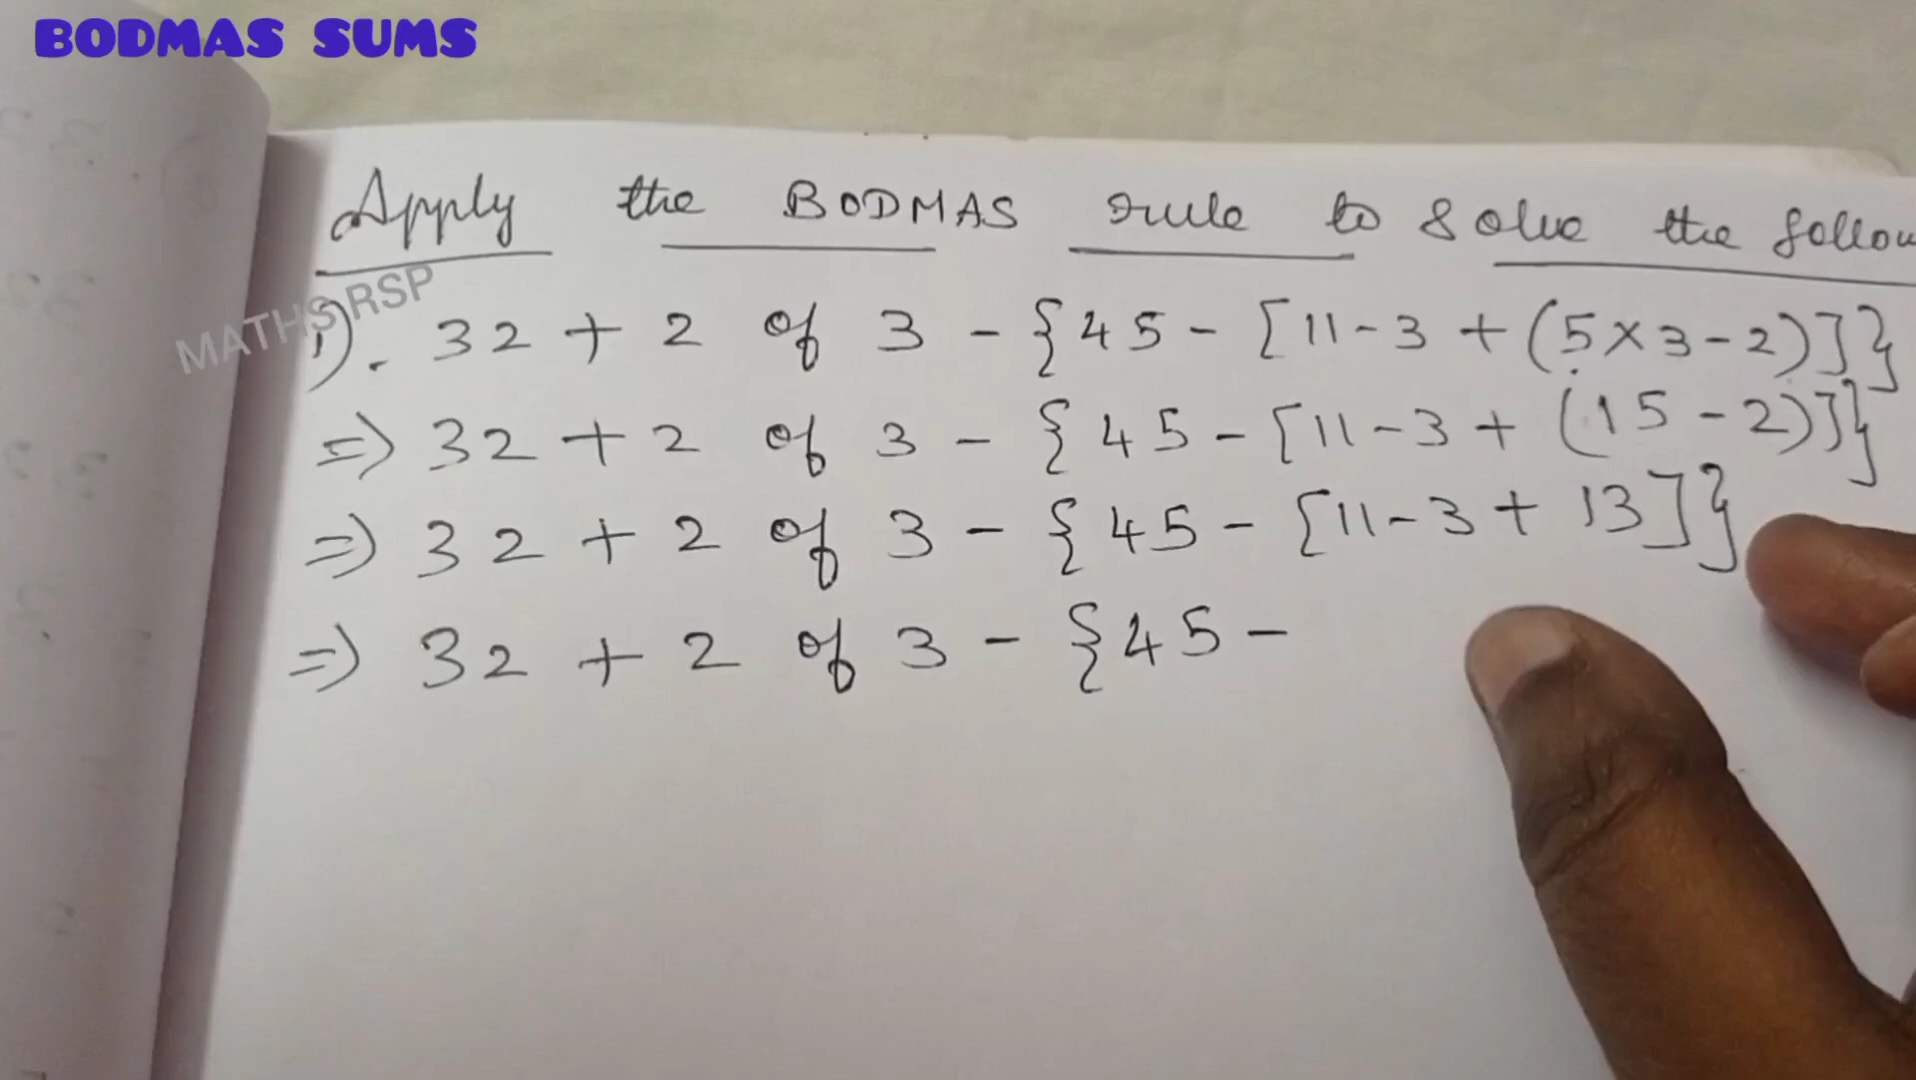 BODMAS SUMS
Apply the BODMAS rule to solve the
MATHS RSP
1). 32 + 2 of 3 - {45 - [11-3 + (5×3-2)]}
=) 32 + 2 of 3 - {45 - [11-3 + (15-2)]}
=) 32 + 2 of 3 - {45 - [11-3 + 13]}
=) 32 + 2 of 3 - {45 -